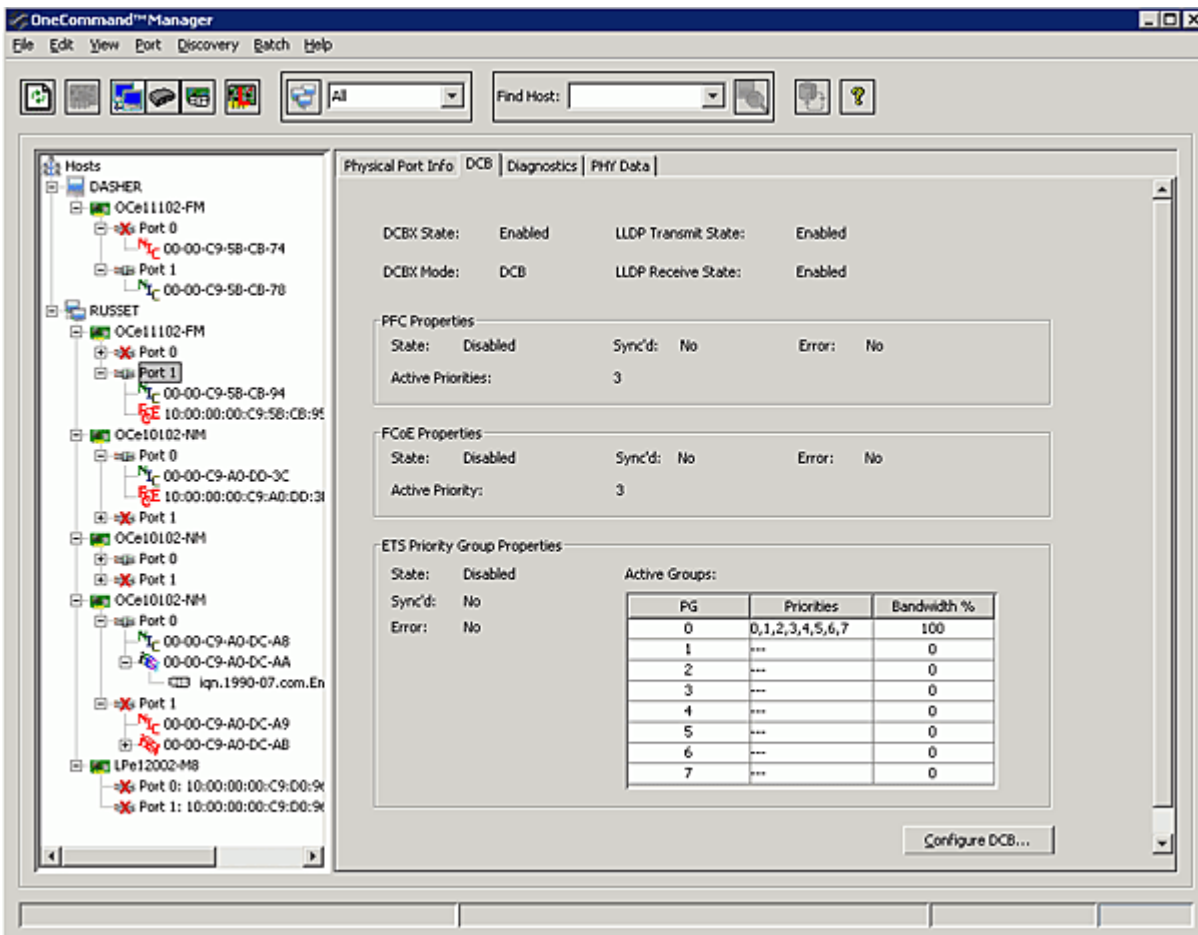 OneCommand™Manager
File Edit View Port Discovery Batch Help
All
Find Host:
Hosts
DASHER
OCe11102-FM
Port 0
00-00-C9-5B-CB-74
Port 1
00-00-C9-5B-CB-78
RUSSET
OCe11102-FM
Port 0
Port 1
00-00-C9-5B-CB-94
10:00:00:00:C9:5B:CB:95
OCe10102-NM
Port 0
00-00-C9-A0-DD-3C
10:00:00:00:C9:A0:DD:3
Port 1
OCe10102-NM
Port 0
Port 1
OCe10102-NM
Port 0
00-00-C9-A0-DC-A8
00-00-C9-A0-DC-AA
iqn.1990-07.com.En
Port 1
00-00-C9-A0-DC-A9
00-00-C9-A0-DC-AB
LPe12002-M8
Port 0: 10:00:00:00:C9:D0:9
Port 1: 10:00:00:00:C9:D0:9
Physical Port Info DCB Diagnostics PHY Data
DCBX State: Enabled LLDP Transmit State: Enabled
DCBX Mode: DCB LLDP Receive State: Enabled
PFC Properties
State: Disabled Sync'd: No Error: No
Active Priorities: 3
FCoE Properties
State: Disabled Sync'd: No Error: No
Active Priority: 3
ETS Priority Group Properties
State: Disabled Active Groups:
Sync'd: No
Error: No
PG Priorities Bandwidth %
0 0,1,2,3,4,5,6,7 100
1 --- 0
2 --- 0
3 --- 0
4 --- 0
5 --- 0
6 --- 0
7 --- 0
Configure DCB...